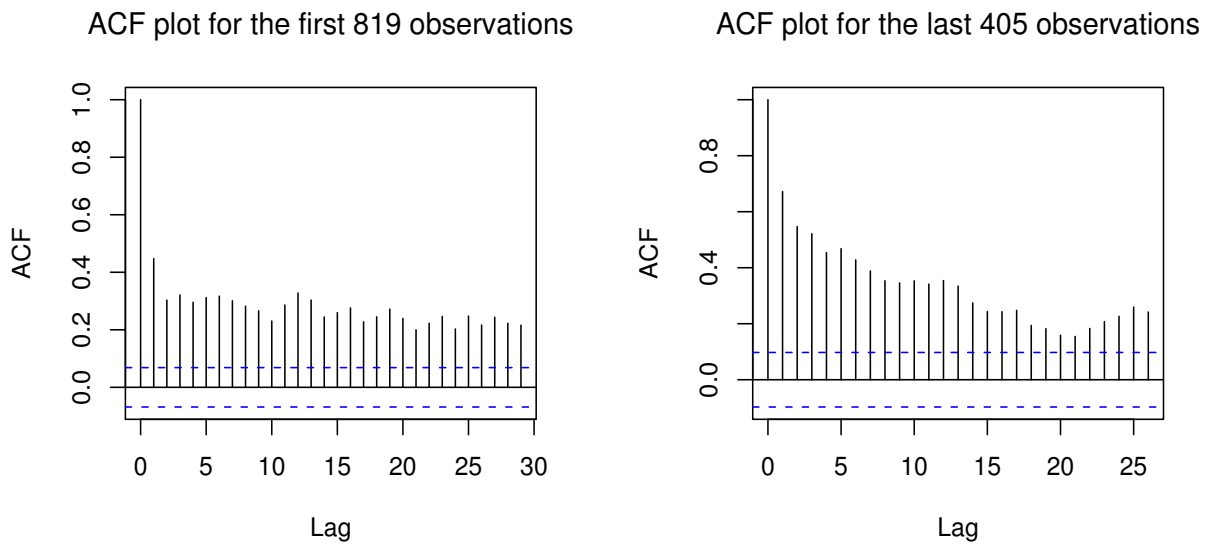 ACF plot for the first 819 observations
ACF
1.0
0.8
0.6
0.4
0.2
0.0
0 5 10 15 20 25 30
Lag
ACF plot for the last 405 observations
ACF
0.8
0.4
0.0
0 5 10 15 20 25
Lag